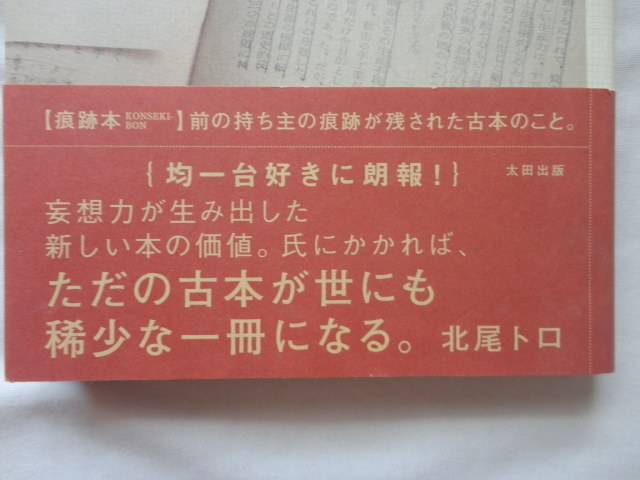 【痕跡本 KONSEKI-BON】前の持ち主の痕跡が残された古本のこと。
{均一台好きに朗報!}
太田出版
妄想力が生み出した
新しい本の価値。氏にかかれば、
ただの古本が世にも
稀少な一冊になる。北尾トロ